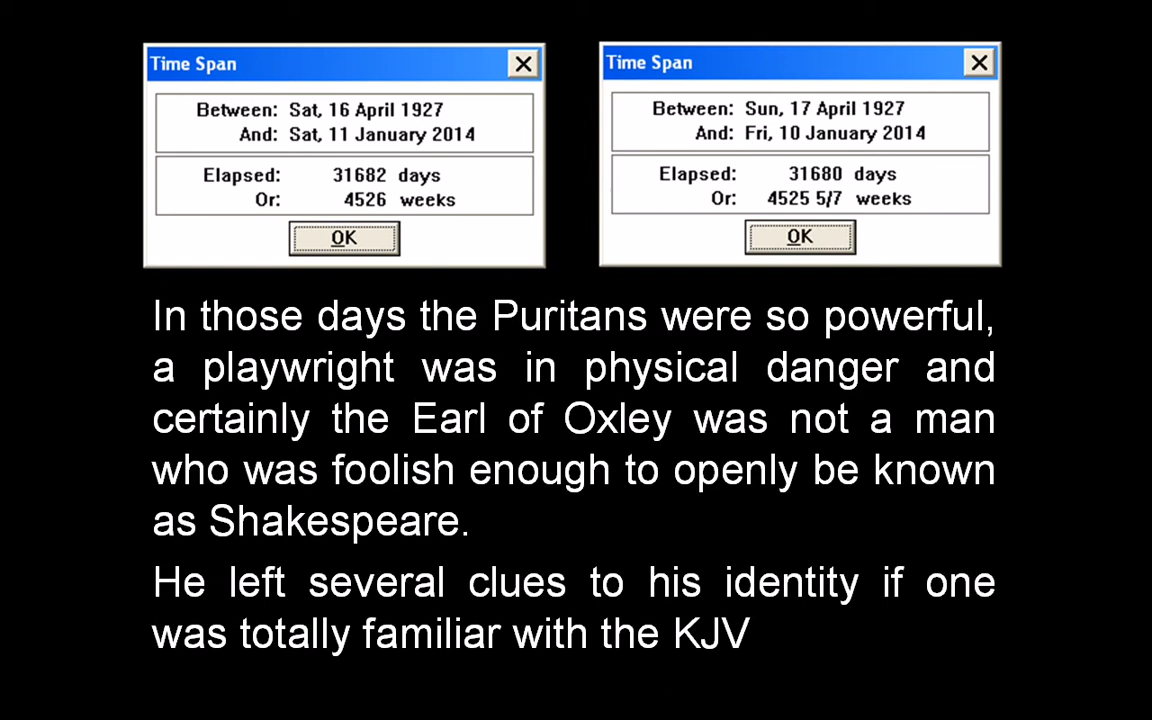 Time Span
Between: Sat, 16 April 1927
And: Sat, 11 January 2014
Elapsed: 31682 days
Or: 4526 weeks
OK
Time Span
Between: Sun, 17 April 1927
And: Fri, 10 January 2014
Elapsed: 31680 days
Or: 4525 5/7 weeks
OK
In those days the Puritans were so powerful,
a playwright was in physical danger and
certainly the Earl of Oxley was not a man
who was foolish enough to openly be known
as Shakespeare.
He left several clues to his identity if one
was totally familiar with the KJV